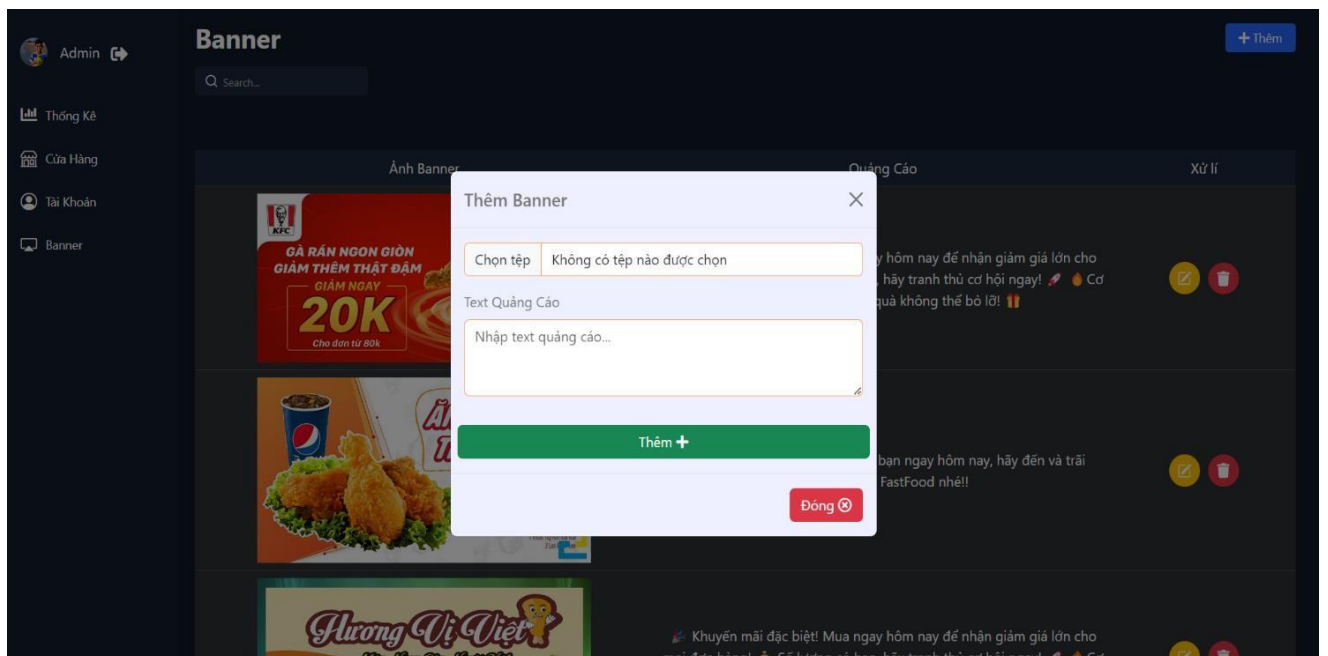 Admin
Banner
Thêm
Search...
Thống Kê
Cửa Hàng
Tài Khoản
Banner
Ảnh Banner
Quảng Cáo
Xử lí
Thêm Banner
Chọn tệp Không có tệp nào được chọn
Text Quảng Cáo
Nhập text quảng cáo...
Thêm
Đóng
KFC
GÀ RÁN NGON GIÒN
GIẢM THÊM THẬT ĐẬM
GIẢM NGAY
20K
Cho đơn từ 80k
hôm nay để nhận giảm giá lớn cho
, hãy tranh thủ cơ hội ngay! 🚀 🔥 Cơ
quà không thể bỏ lỡ! 🎁
bạn ngay hôm nay, hãy đến và trãi
FastFood nhé!!
Hương Vị Việt
🎉 Khuyến mãi đặc biệt! Mua ngay hôm nay để nhận giảm giá lớn cho